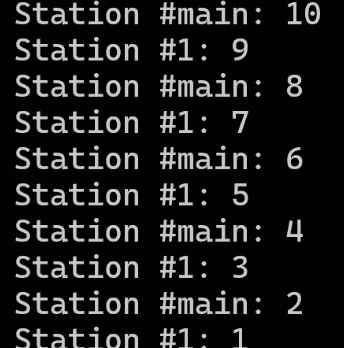 Station #main: 10
Station #1: 9
Station #main: 8
Station #1: 7
Station #main: 6
Station #1: 5
Station #main: 4
Station #1: 3
Station #main: 2
Station #1: 1